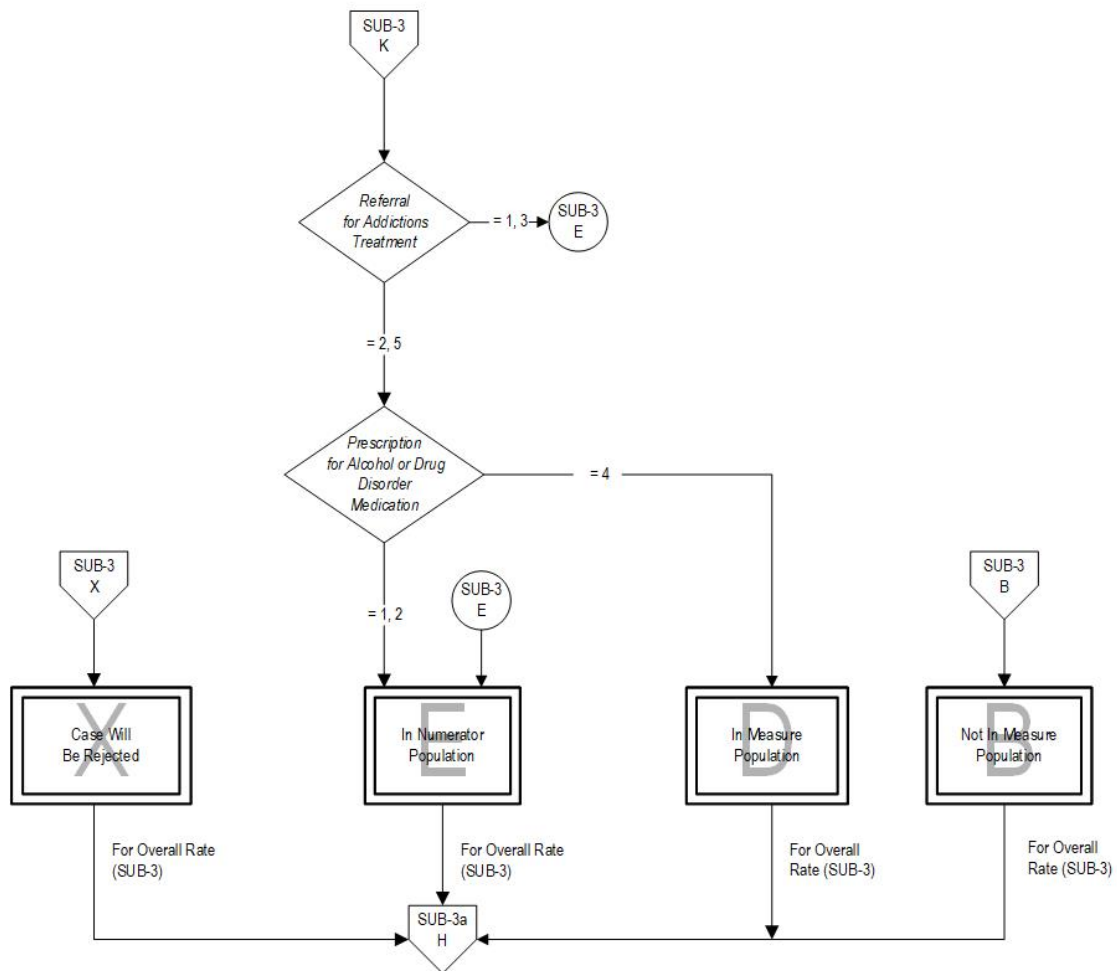 SUB-3
K
Referral
for Addictions
Treatment
= 1, 3
SUB-3
E
= 2, 5
Prescription
for Alcohol or Drug
Disorder
Medication
= 4
SUB-3
X
= 1, 2
SUB-3
E
SUB-3
B
X
Case Will
Be Rejected
E
In Numerator
Population
D
In Measure
Population
B
Not In Measure
Population
For Overall Rate
(SUB-3)
For Overall Rate
(SUB-3)
For Overall
Rate (SUB-3)
For Overall
Rate (SUB-3)
SUB-3a
H